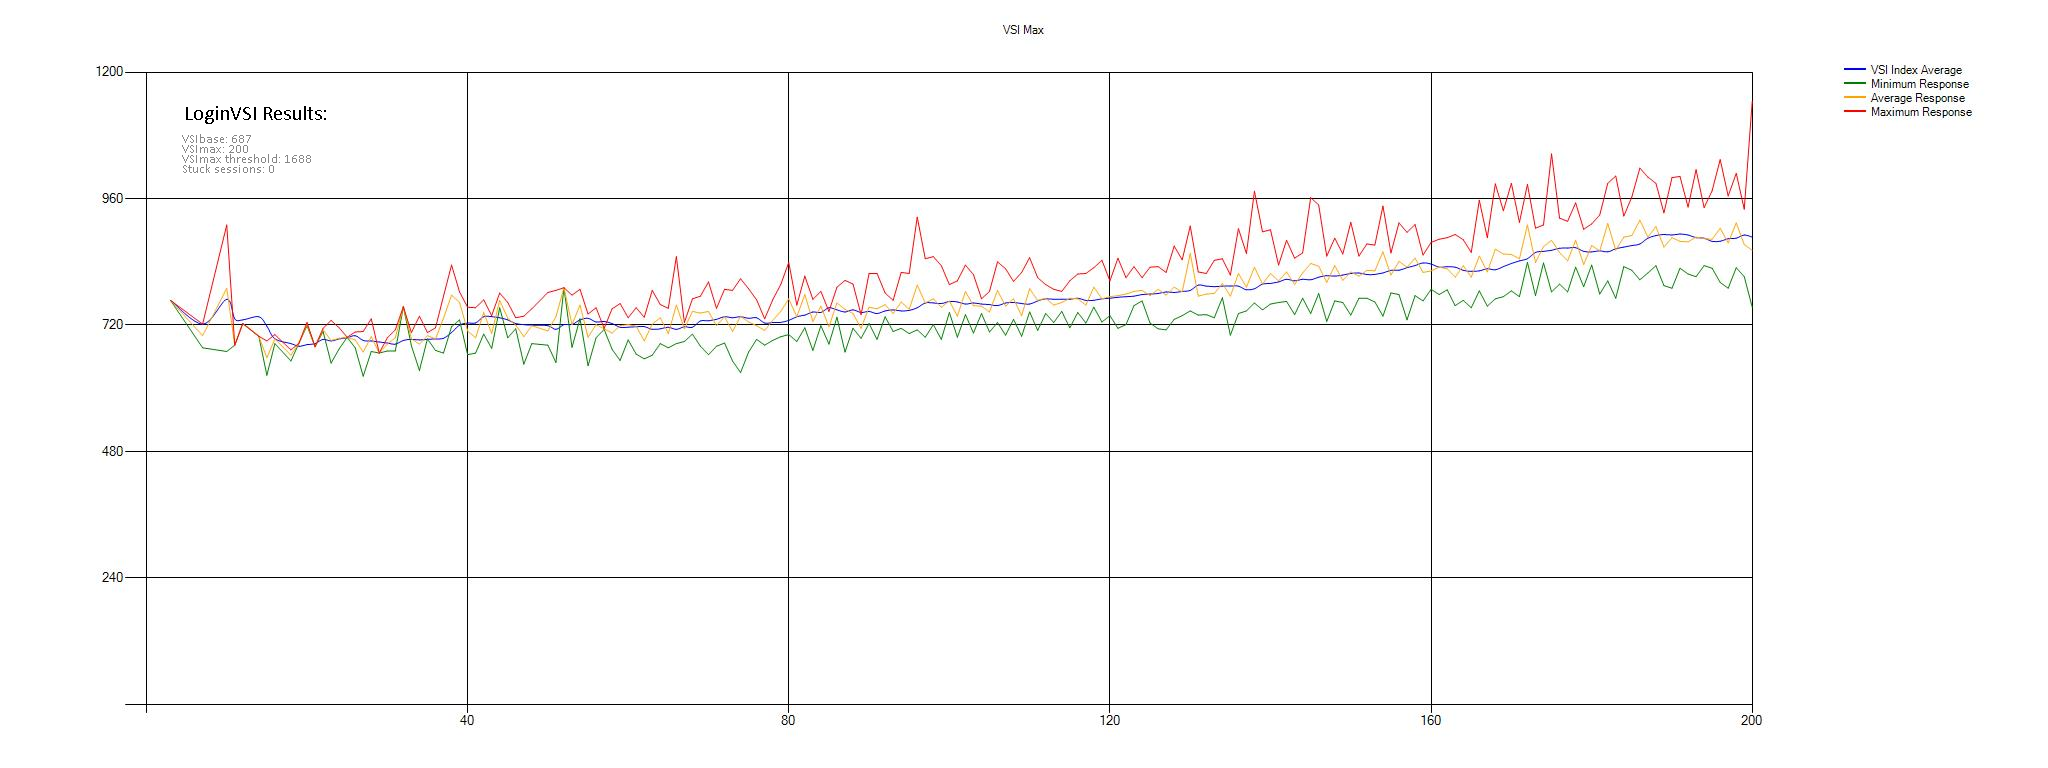 VSI Max
1200
960
720
480
240
LoginVSI Results:
VSIbase: 687
VSImax: 200
VSImax threshold: 1688
Stuck sessions: 0
VSI Index Average
Minimum Response
Average Response
Maximum Response
40 80 120 160 200